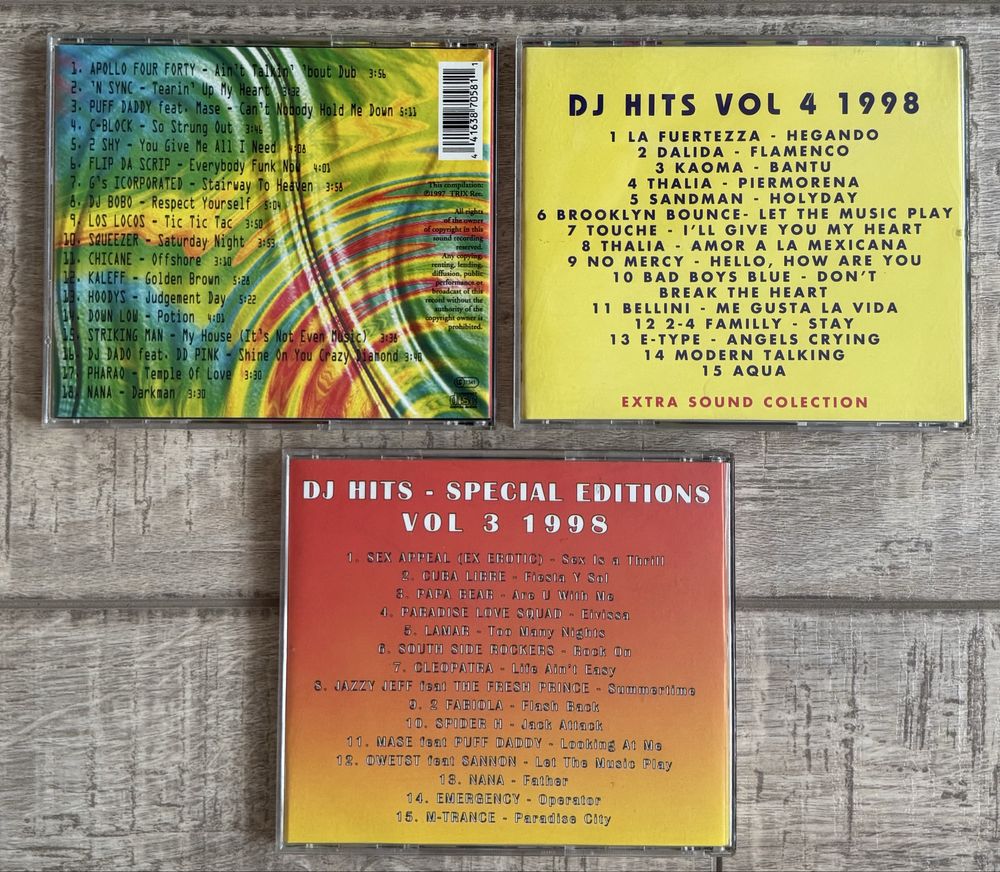 1. APOLLO FOUR FORTY - Ain't Talkin' 'bout Dub 3:56
2. 'N SYNC - Tearin' Up My Heart 3:32
3. PUFF DADDY feat. Mase - Can't Nobody Hold Me Down 5:11
4. C-BLOCK - So Strung Out 3:46
5. 2 SHY - You Give Me All I Need 4:08
6. FLIP DA SCRIP - Everybody Funk Now 4:01
7. G's ICORPORATED - Stairway To Heaven 3:58
8. DJ BOBO - Respect Yourself 5:04
9. LOS LOCOS - Tic Tic Tac 3:50
10. SQUEEZER - Saturday Night 3:53
11. CHICANE - Offshore 3:10
12. KALEFF - Golden Brown 5:26
13. HOODYS - Judgement Day 5:22
14. DOWN LOW - Potion 4:01
15. STRIKING MAN - My House (It's Not Even Music) 3:36
16. DJ DADO feat. DD PINK - Shine On You Crazy Diamond 3:40
17. PHARAO - Temple Of Love 3:30
18. NANA - Darkman 3:30
4 41638 70581 1
This compilation:
℗1997 TRIX Rec.
All rights
of the owner
of copyright in this
sound recording
reserved.
Any copying,
renting, lending,
diffusion, public
performance or
broadcast of this
record without the
authority of the
copyright owner is
prohibited.
DJ HITS VOL 4 1998
1 LA FUERTEZZA - HEGANDO
2 DALIDA - FLAMENCO
3 KAOMA - BANTU
4 THALIA - PIERMORENA
5 SANDMAN - HOLYDAY
6 BROOKLYN BOUNCE- LET THE MUSIC PLAY
7 TOUCHE - I'LL GIVE YOU MY HEART
8 THALIA - AMOR A LA MEXICANA
9 NO MERCY - HELLO, HOW ARE YOU
10 BAD BOYS BLUE - DON'T
BREAK THE HEART
11 BELLINI - ME GUSTA LA VIDA
12 2-4 FAMILLY - STAY
13 E-TYPE - ANGELS CRYING
14 MODERN TALKING
15 AQUA
EXTRA SOUND COLECTION
DJ HITS - SPECIAL EDITIONS
VOL 3 1998
1. SEX APPEAL (EX EROTIC) - Sex Is a Thrill
2. CUBA LIBRE - Fiesta Y Sol
3. PAPA BEAR - Are U With Me
4. PARADISE LOVE SQUAD - Eivissa
5. LAMAR - Too Many Nights
6. SOUTH SIDE ROCKERS - Rock On
7. CLEOPATRA - Life Ain't Easy
8. JAZZY JEFF feat THE FRESH PRINCE - Summertime
9. 2 FABIOLA - Flash Back
10. SPIDER H - Jack Attack
11. MASE feat PUFF DADDY - Looking At Me
12. OWETST feat SANNON - Let The Music Play
13. NANA - Father
14. EMERGENCY - Operator
15. M-TRANCE - Paradise City